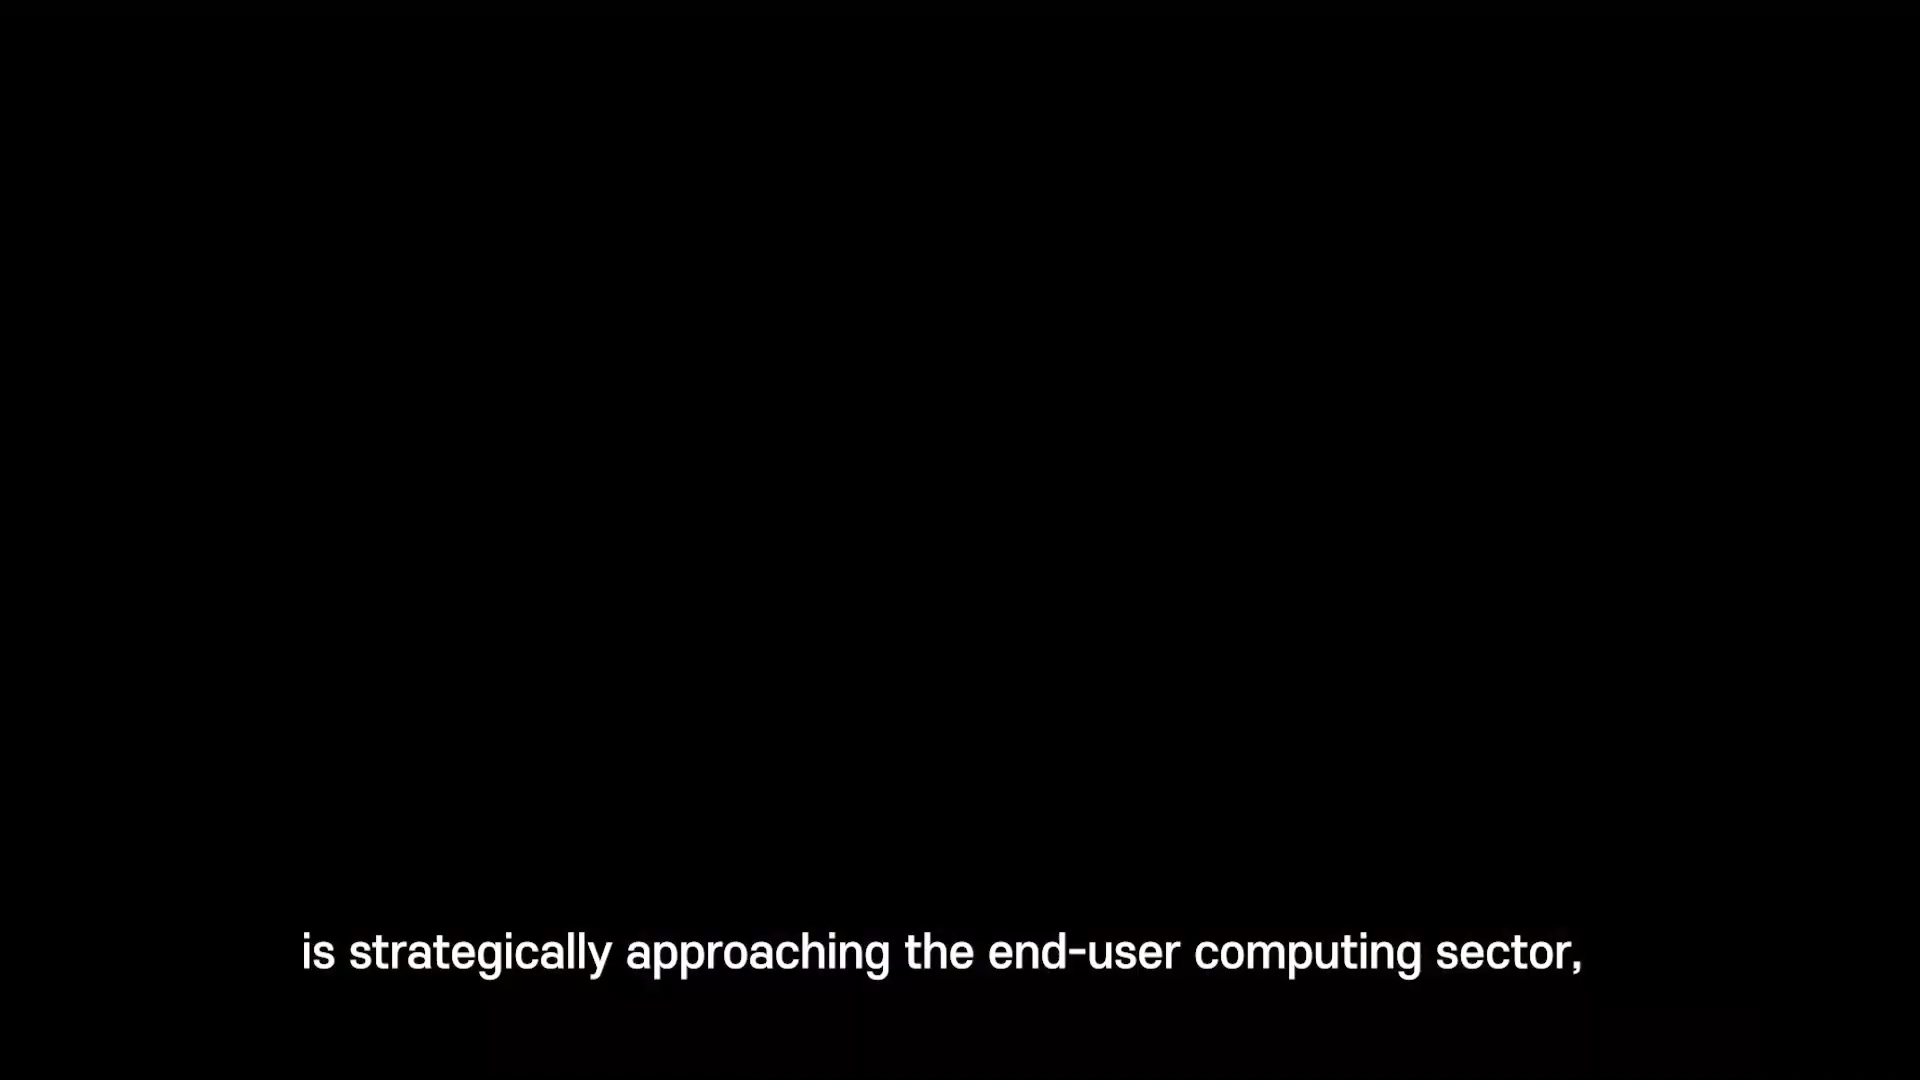 is strategically approaching the end-user computing sector,